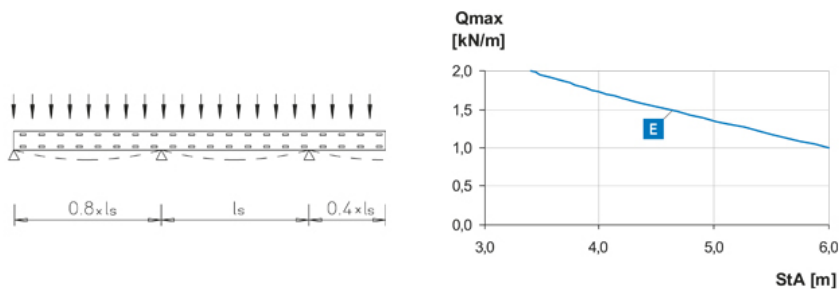 0.8×ls
ls
0.4×ls
Qmax
[kN/m]
2,0
1,5
1,0
0,5
0,0
E
3,0
4,0
5,0
6,0
StA [m]